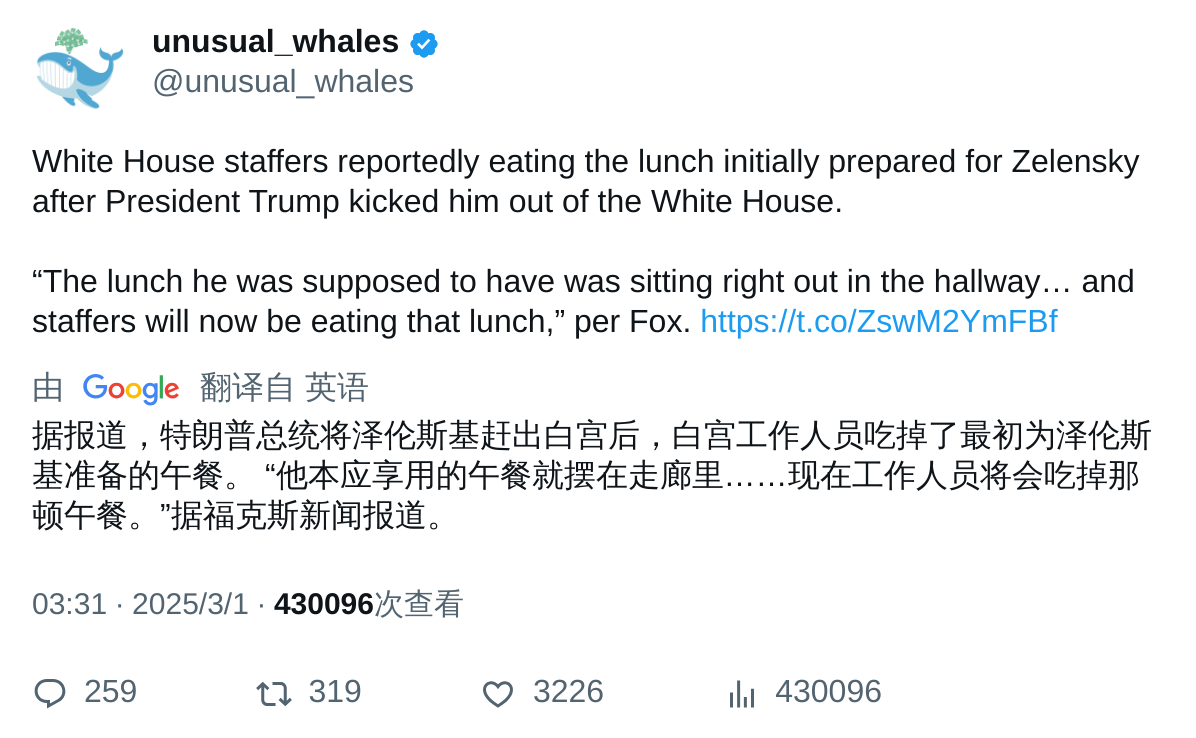 unusual_whales
@unusual_whales
White House staffers reportedly eating the lunch initially prepared for Zelensky
after President Trump kicked him out of the White House.
“The lunch he was supposed to have was sitting right out in the hallway… and
staffers will now be eating that lunch,” per Fox. https://t.co/ZswM2YmFBf
由 Google 翻译自 英语
据报道，特朗普总统将泽伦斯基赶出白宫后，白宫工作人员吃掉了最初为泽伦斯
基准备的午餐。 “他本应享用的午餐就摆在走廊里……现在工作人员将会吃掉那
顿午餐。”据福克斯新闻报道。
03:31 · 2025/3/1 · 430096次查看
259 319 3226 430096